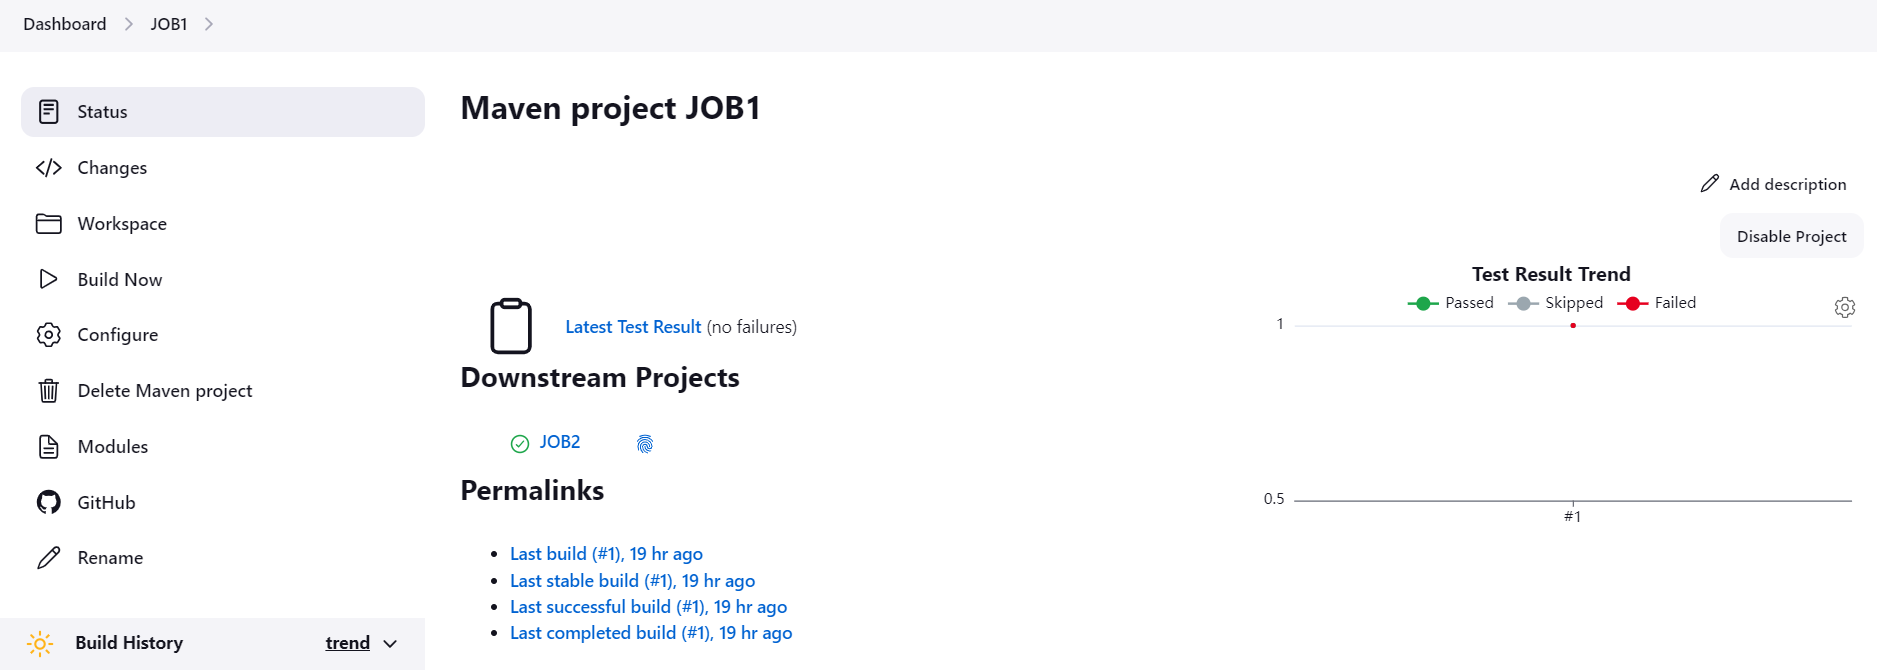 Dashboard
JOB1
Status
Changes
Workspace
Build Now
Configure
Delete Maven project
Modules
GitHub
Rename
Build History
trend
Maven project JOB1
Add description
Disable Project
Latest Test Result (no failures)
Downstream Projects
JOB2
Permalinks
Last build (#1), 19 hr ago
Last stable build (#1), 19 hr ago
Last successful build (#1), 19 hr ago
Last completed build (#1), 19 hr ago
Test Result Trend
Passed Skipped Failed
1
0.5
#1